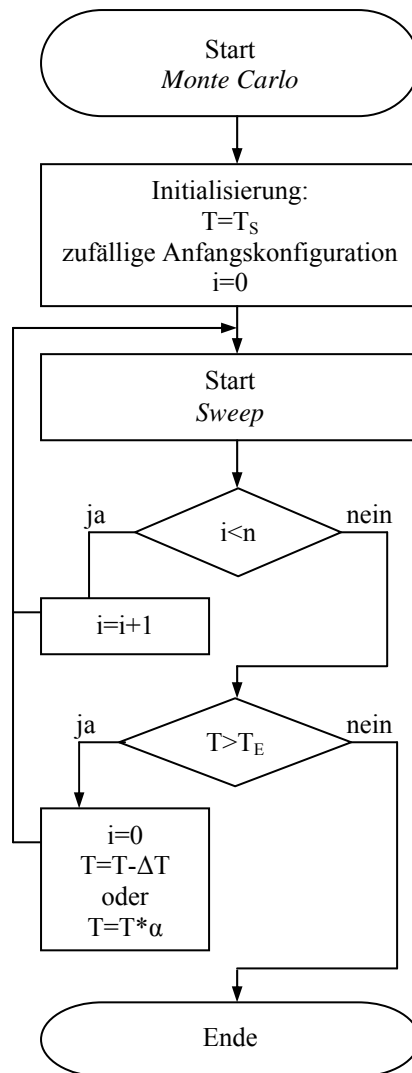 Start
Monte Carlo
Initialisierung:
T=T_S
zufällige Anfangskonfiguration
i=0
Start
Sweep
ja
nein
i<n
i=i+1
ja
nein
T>T_E
i=0
T=T-ΔT
oder
T=T*α
Ende